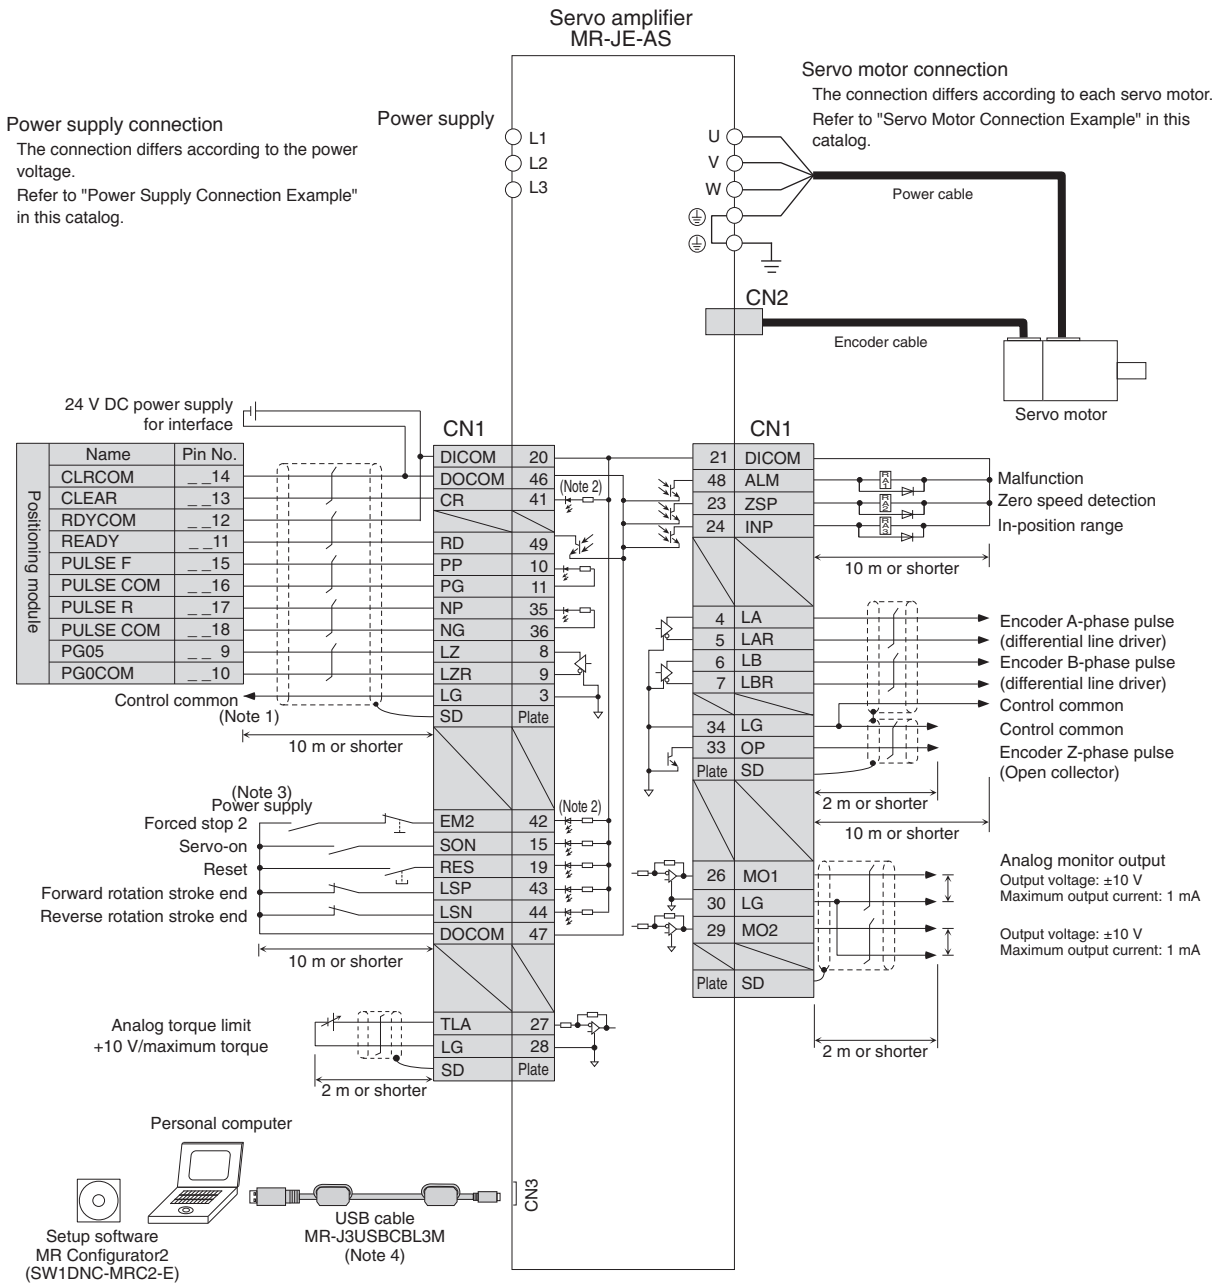 Servo amplifier
MR-JE-AS
Servo motor connection
The connection differs according to each servo motor.
Refer to "Servo Motor Connection Example" in this
catalog.
Power supply connection
The connection differs according to the power
voltage.
Refer to "Power Supply Connection Example"
in this catalog.
Power supply
L1
L2
L3
U
V
W
Power cable
CN2
Encoder cable
Servo motor
24 V DC power supply
for interface
Positioning module
Name Pin No.
CLRCOM _ _14
CLEAR _ _13
RDYCOM _ _12
READY _ _11
PULSE F _ _15
PULSE COM _ _16
PULSE R _ _17
PULSE COM _ _18
PG05 _ _ 9
PG0COM _ _10
Control common
(Note 1)
10 m or shorter
CN1
DICOM 20
DOCOM 46
CR 41
(Note 2)
RD 49
PP 10
PG 11
NP 35
NG 36
LZ 8
LZR 9
LG 3
SD Plate
(Note 3)
Power supply
Forced stop 2
Servo-on
Reset
Forward rotation stroke end
Reverse rotation stroke end
10 m or shorter
(Note 2)
EM2 42
SON 15
RES 19
LSP 43
LSN 44
DOCOM 47
Analog torque limit
+10 V/maximum torque
2 m or shorter
TLA 27
LG 28
SD Plate
CN1
21 DICOM
48 ALM
23 ZSP
24 INP
RA1
RA2
RA3
Malfunction
Zero speed detection
In-position range
10 m or shorter
4 LA
5 LAR
6 LB
7 LBR
34 LG
33 OP
Plate SD
Encoder A-phase pulse
(differential line driver)
Encoder B-phase pulse
(differential line driver)
Control common
Control common
Encoder Z-phase pulse
(Open collector)
2 m or shorter
10 m or shorter
26 MO1
30 LG
29 MO2
Plate SD
Analog monitor output
Output voltage: ±10 V
Maximum output current: 1 mA
Output voltage: ±10 V
Maximum output current: 1 mA
2 m or shorter
Personal computer
CN3
USB cable
MR-J3USBCBL3M
(Note 4)
Setup software
MR Configurator2
(SW1DNC-MRC2-E)